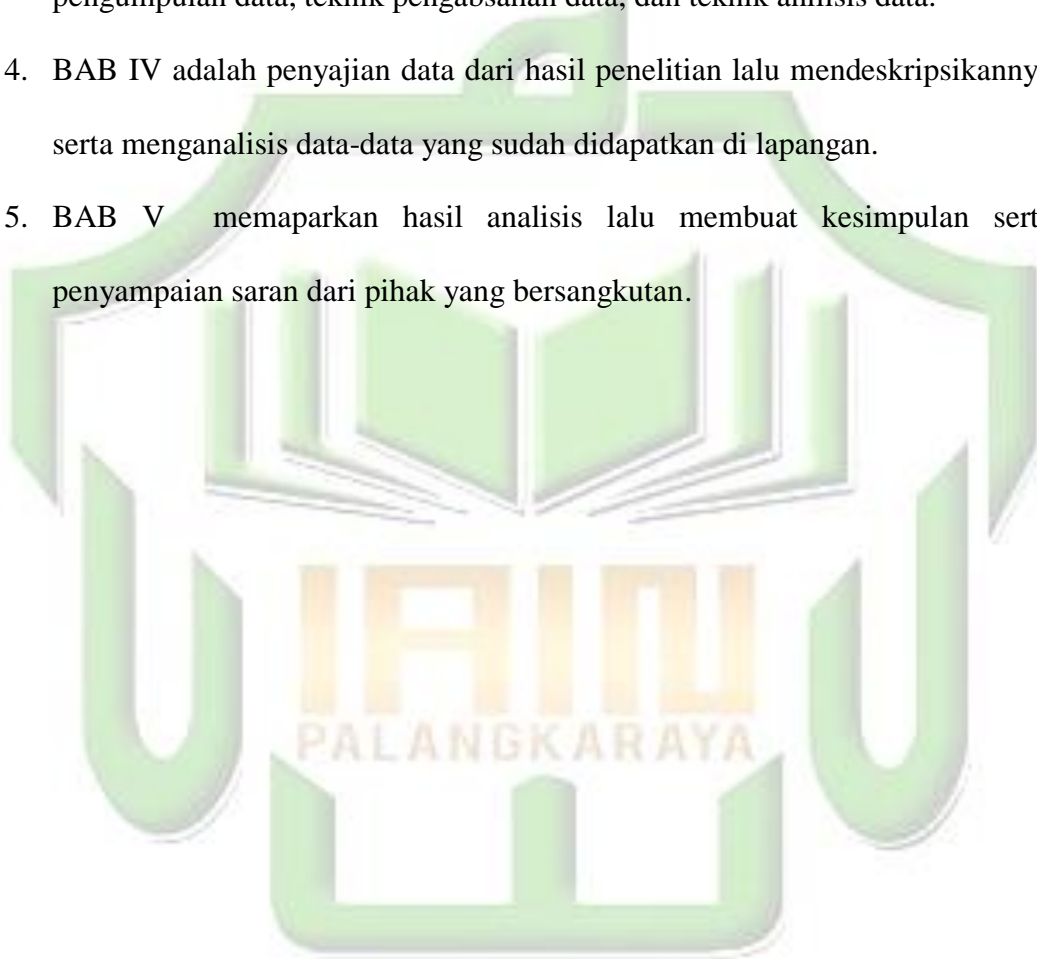 pengumpulan data, teknik pengabsahan data, dan teknik analisis data.
4. BAB IV adalah penyajian data dari hasil penelitian lalu mendeskripsikanny
serta menganalisis data-data yang sudah didapatkan di lapangan.
5. BAB V memaparkan hasil analisis lalu membuat kesimpulan sert
penyampaian saran dari pihak yang bersangkutan.
IAIN
PALANGKARAYA